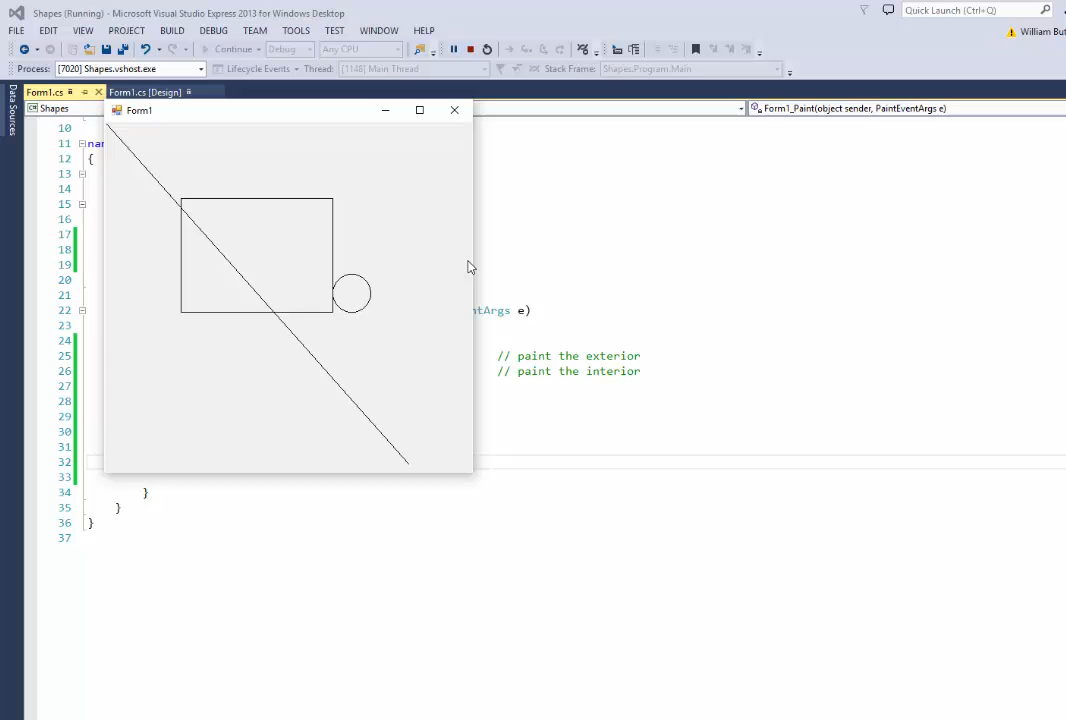 Shapes (Running) - Microsoft Visual Studio Express 2013 for Windows Desktop
Quick Launch (Ctrl+Q)
FILE EDIT VIEW PROJECT BUILD DEBUG TEAM TEST WINDOW HELP
William But
Continue Debug Any CPU
Process: [7020] Shapes.vshost.exe Lifecycle Events Thread: [1148] Main Thread Stack Frame: Shapes.Program.Main
Data Sources
Form1.cs Form1.cs [Design]
Shapes
Form1_Paint(object sender, PaintEventArgs e)
Form1
10
11 nam
12 {
13
14
15
16
17
18
19
20
21
22 ntArgs e)
23
24
25 // paint the exterior
26 // paint the interior
27
28
29
30
31
32
33
34 }
35 }
36 }
37